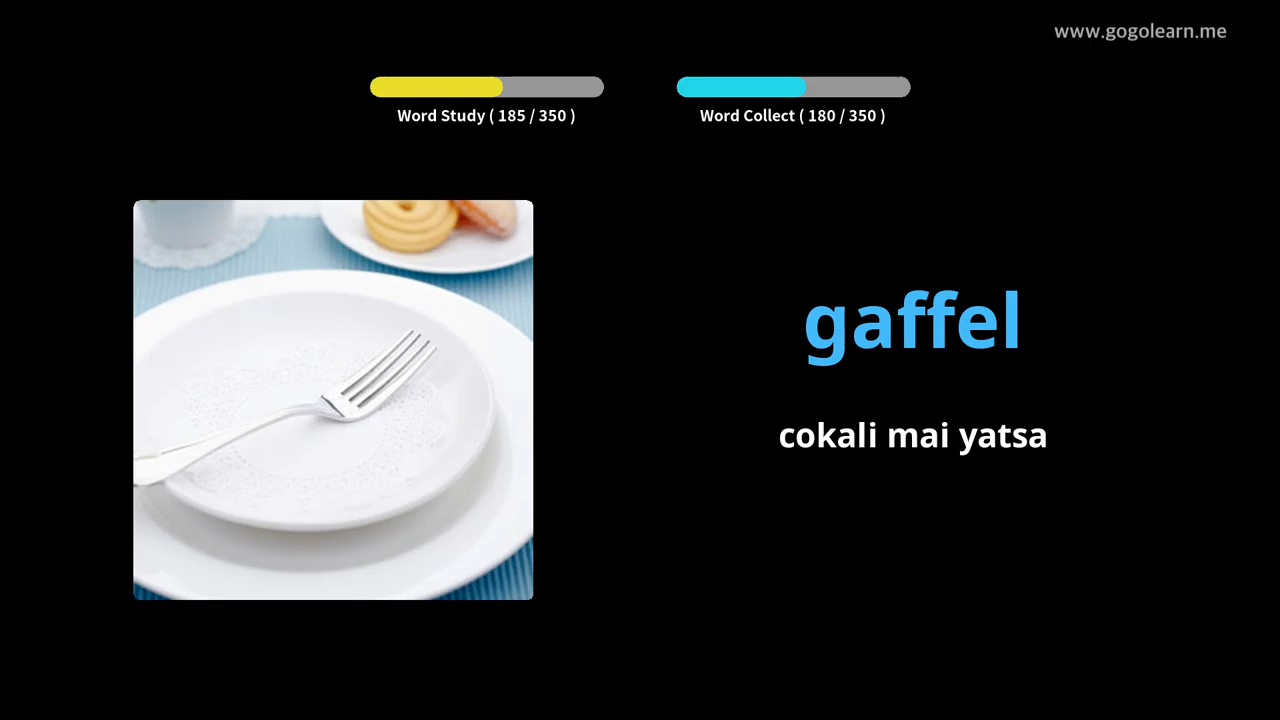 www.gogolearn.me
Word Study ( 185 / 350 )
Word Collect ( 180 / 350 )
gaffel
cokali mai yatsa